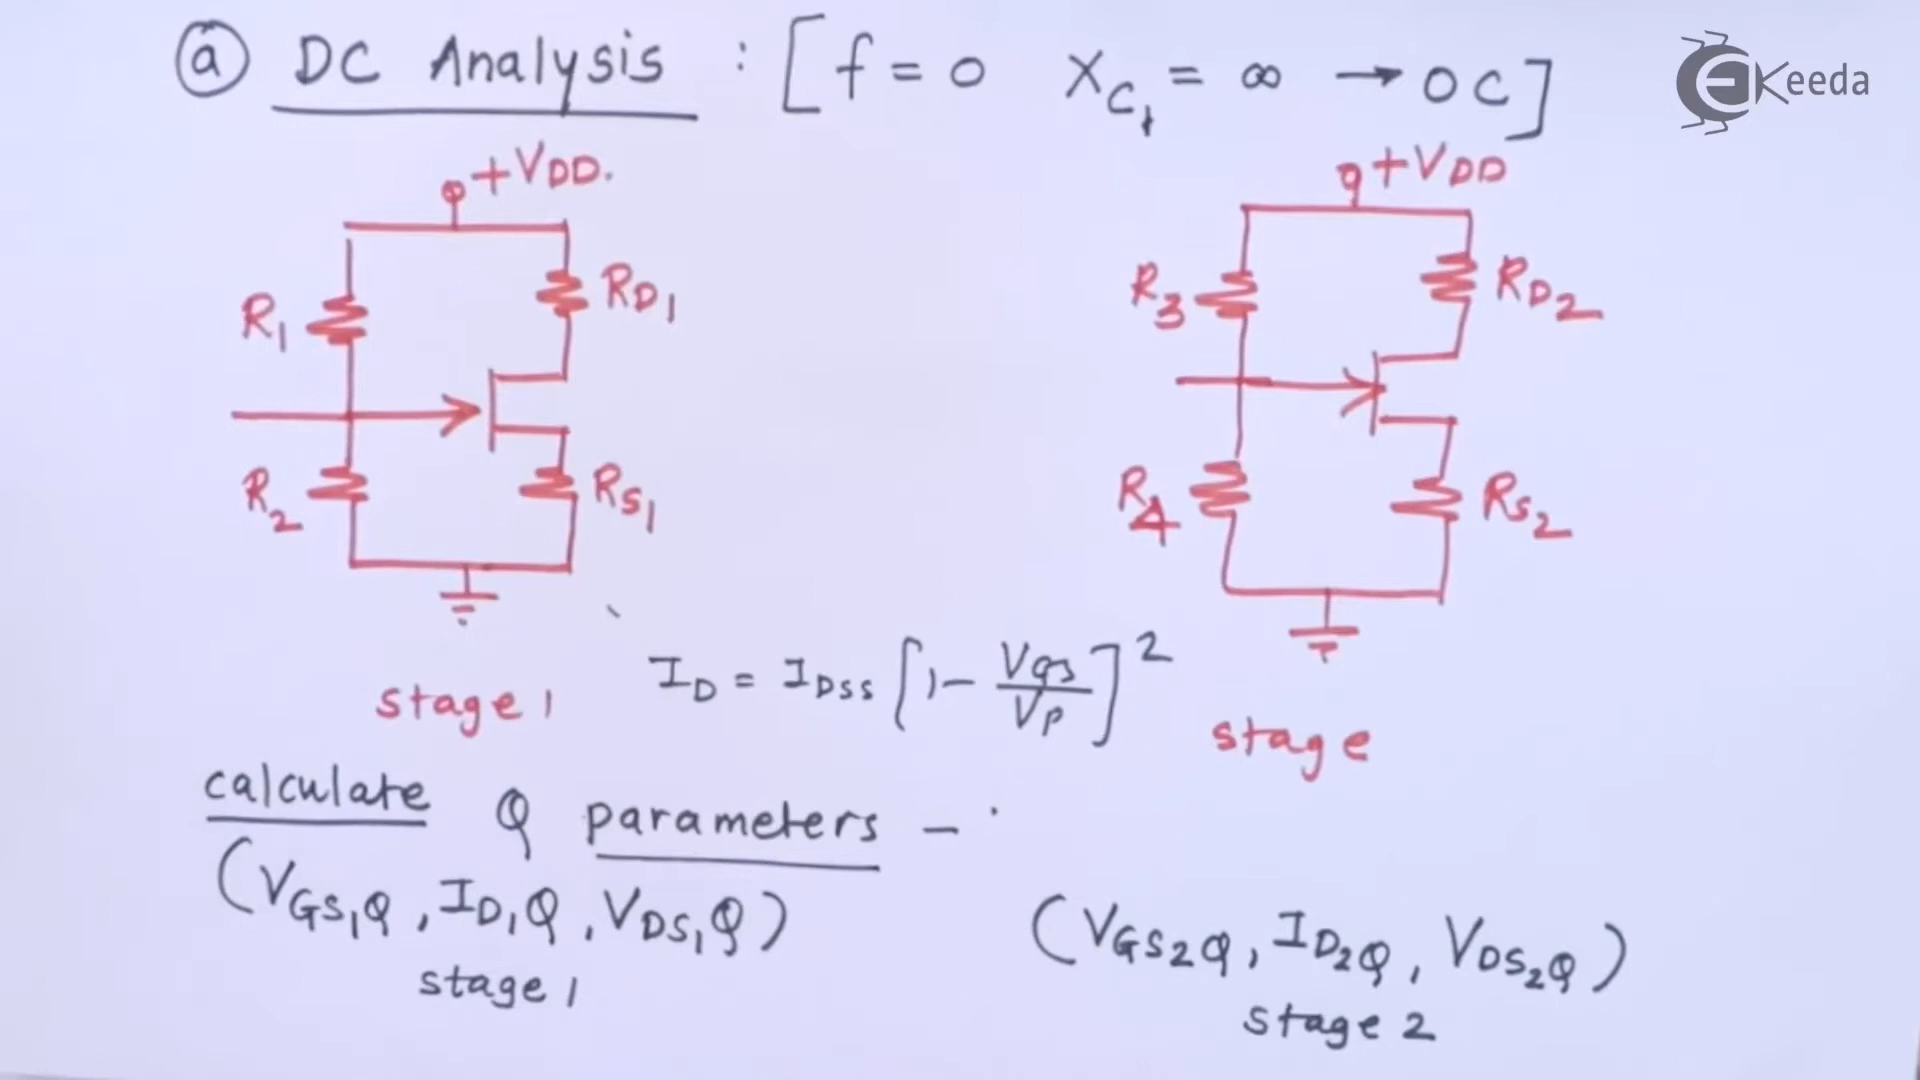 ⓐ DC Analysis : [f = 0 X_C₁ = ∞ → OC]
EKeeda
+VDD.
+VDD
R₁
RD₁
R₃
RD₂
R₂
RS₁
R₄
RS₂
ID = IDSS [1 - Vgs/Vp]²
stage 1
stage
calculate Q parameters -
(VGS₁Q, ID₁Q, VDS₁Q)
(VGS₂Q, ID₂Q, VDS₂Q)
stage 1
stage 2